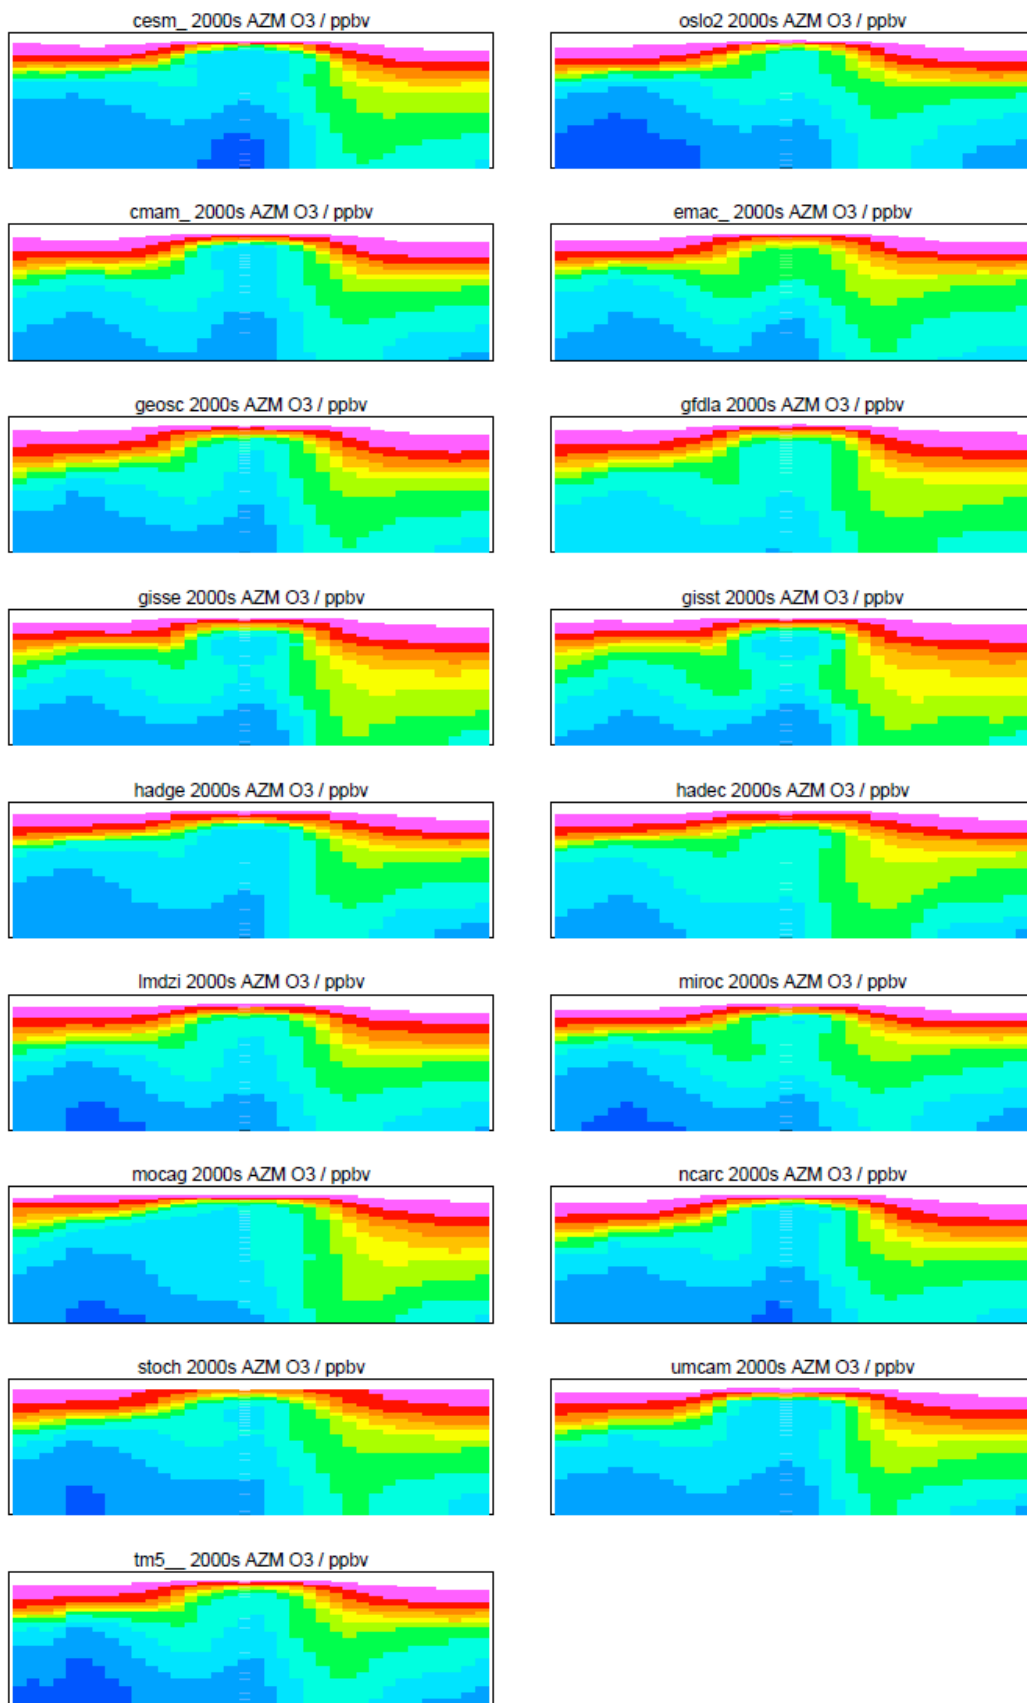 cesm_ 2000s AZM O3 / ppbv
oslo2 2000s AZM O3 / ppbv
cmam_ 2000s AZM O3 / ppbv
emac_ 2000s AZM O3 / ppbv
geosc 2000s AZM O3 / ppbv
gfdla 2000s AZM O3 / ppbv
gisse 2000s AZM O3 / ppbv
gisst 2000s AZM O3 / ppbv
hadge 2000s AZM O3 / ppbv
hadec 2000s AZM O3 / ppbv
lmdzi 2000s AZM O3 / ppbv
miroc 2000s AZM O3 / ppbv
mocag 2000s AZM O3 / ppbv
ncarc 2000s AZM O3 / ppbv
stoch 2000s AZM O3 / ppbv
umcam 2000s AZM O3 / ppbv
tm5__ 2000s AZM O3 / ppbv